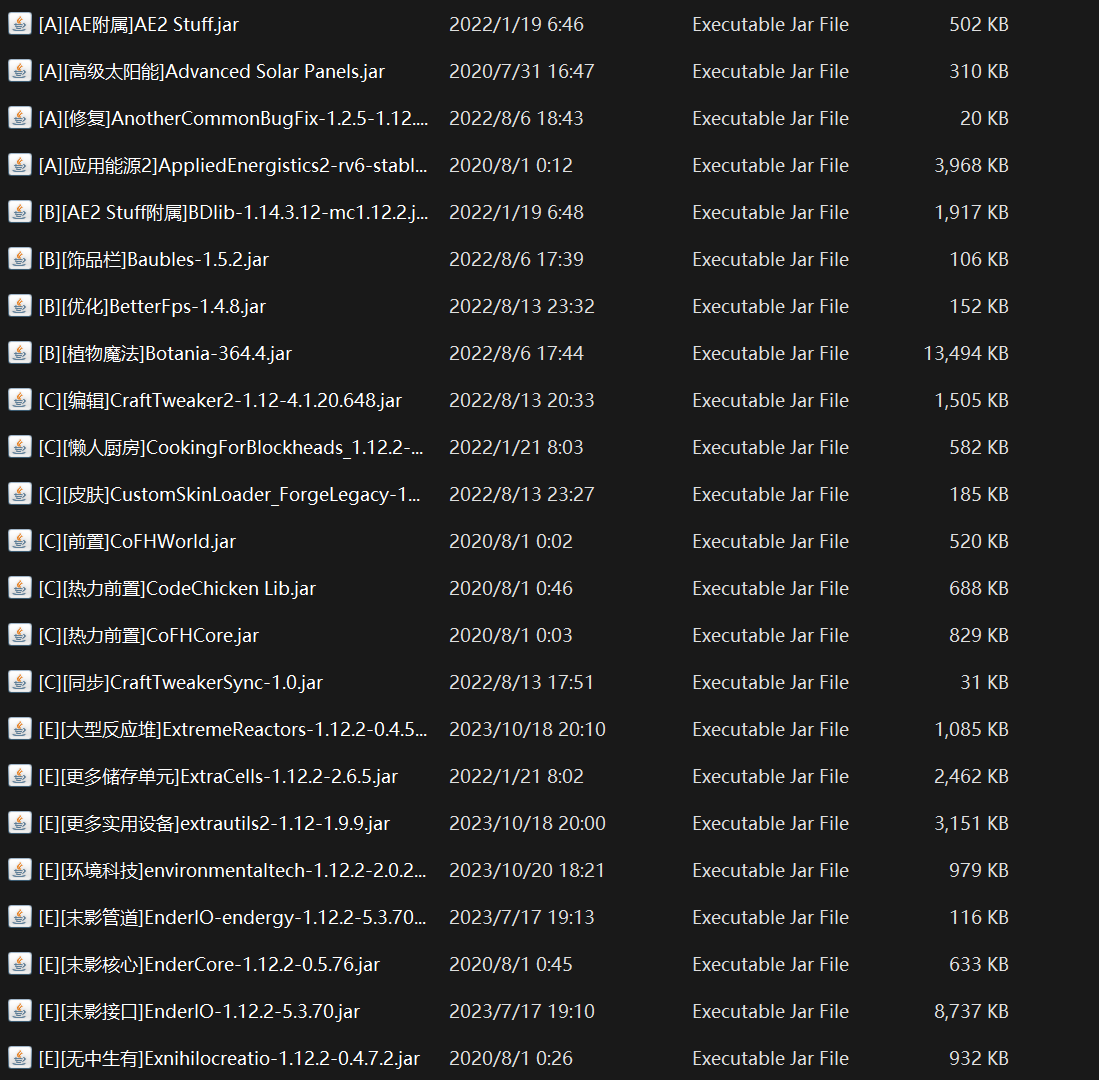 [A][AE附属]AE2 Stuff.jar 2022/1/19 6:46 Executable Jar File 502 KB
[A][高级太阳能]Advanced Solar Panels.jar 2020/7/31 16:47 Executable Jar File 310 KB
[A][修复]AnotherCommonBugFix-1.2.5-1.12.... 2022/8/6 18:43 Executable Jar File 20 KB
[A][应用能源2]AppliedEnergistics2-rv6-stabl... 2020/8/1 0:12 Executable Jar File 3,968 KB
[B][AE2 Stuff附属]BDlib-1.14.3.12-mc1.12.2.j... 2022/1/19 6:48 Executable Jar File 1,917 KB
[B][饰品栏]Baubles-1.5.2.jar 2022/8/6 17:39 Executable Jar File 106 KB
[B][优化]BetterFps-1.4.8.jar 2022/8/13 23:32 Executable Jar File 152 KB
[B][植物魔法]Botania-364.4.jar 2022/8/6 17:44 Executable Jar File 13,494 KB
[C][编辑]CraftTweaker2-1.12-4.1.20.648.jar 2022/8/13 20:33 Executable Jar File 1,505 KB
[C][懒人厨房]CookingForBlockheads_1.12.2-... 2022/1/21 8:03 Executable Jar File 582 KB
[C][皮肤]CustomSkinLoader_ForgeLegacy-1... 2022/8/13 23:27 Executable Jar File 185 KB
[C][前置]CoFHWorld.jar 2020/8/1 0:02 Executable Jar File 520 KB
[C][热力前置]CodeChicken Lib.jar 2020/8/1 0:46 Executable Jar File 688 KB
[C][热力前置]CoFHCore.jar 2020/8/1 0:03 Executable Jar File 829 KB
[C][同步]CraftTweakerSync-1.0.jar 2022/8/13 17:51 Executable Jar File 31 KB
[E][大型反应堆]ExtremeReactors-1.12.2-0.4.5... 2023/10/18 20:10 Executable Jar File 1,085 KB
[E][更多储存单元]ExtraCells-1.12.2-2.6.5.jar 2022/1/21 8:02 Executable Jar File 2,462 KB
[E][更多实用设备]extrautils2-1.12-1.9.9.jar 2023/10/18 20:00 Executable Jar File 3,151 KB
[E][环境科技]environmentaltech-1.12.2-2.0.2... 2023/10/20 18:21 Executable Jar File 979 KB
[E][末影管道]EnderIO-endergy-1.12.2-5.3.70... 2023/7/17 19:13 Executable Jar File 116 KB
[E][末影核心]EnderCore-1.12.2-0.5.76.jar 2020/8/1 0:45 Executable Jar File 633 KB
[E][末影接口]EnderIO-1.12.2-5.3.70.jar 2023/7/17 19:10 Executable Jar File 8,737 KB
[E][无中生有]Exnihilocreatio-1.12.2-0.4.7.2.jar 2020/8/1 0:26 Executable Jar File 932 KB